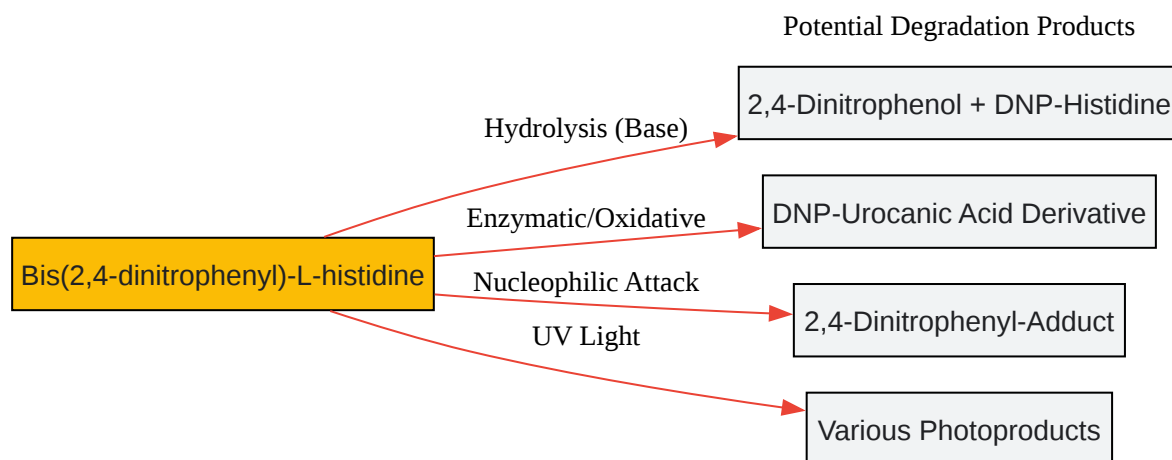 Potential Degradation Products
2,4-Dinitrophenol + DNP-Histidine
Hydrolysis (Base)
DNP-Urocanic Acid Derivative
Enzymatic/Oxidative
Bis(2,4-dinitrophenyl)-L-histidine
Nucleophilic Attack
2,4-Dinitrophenyl-Adduct
UV Light
Various Photoproducts